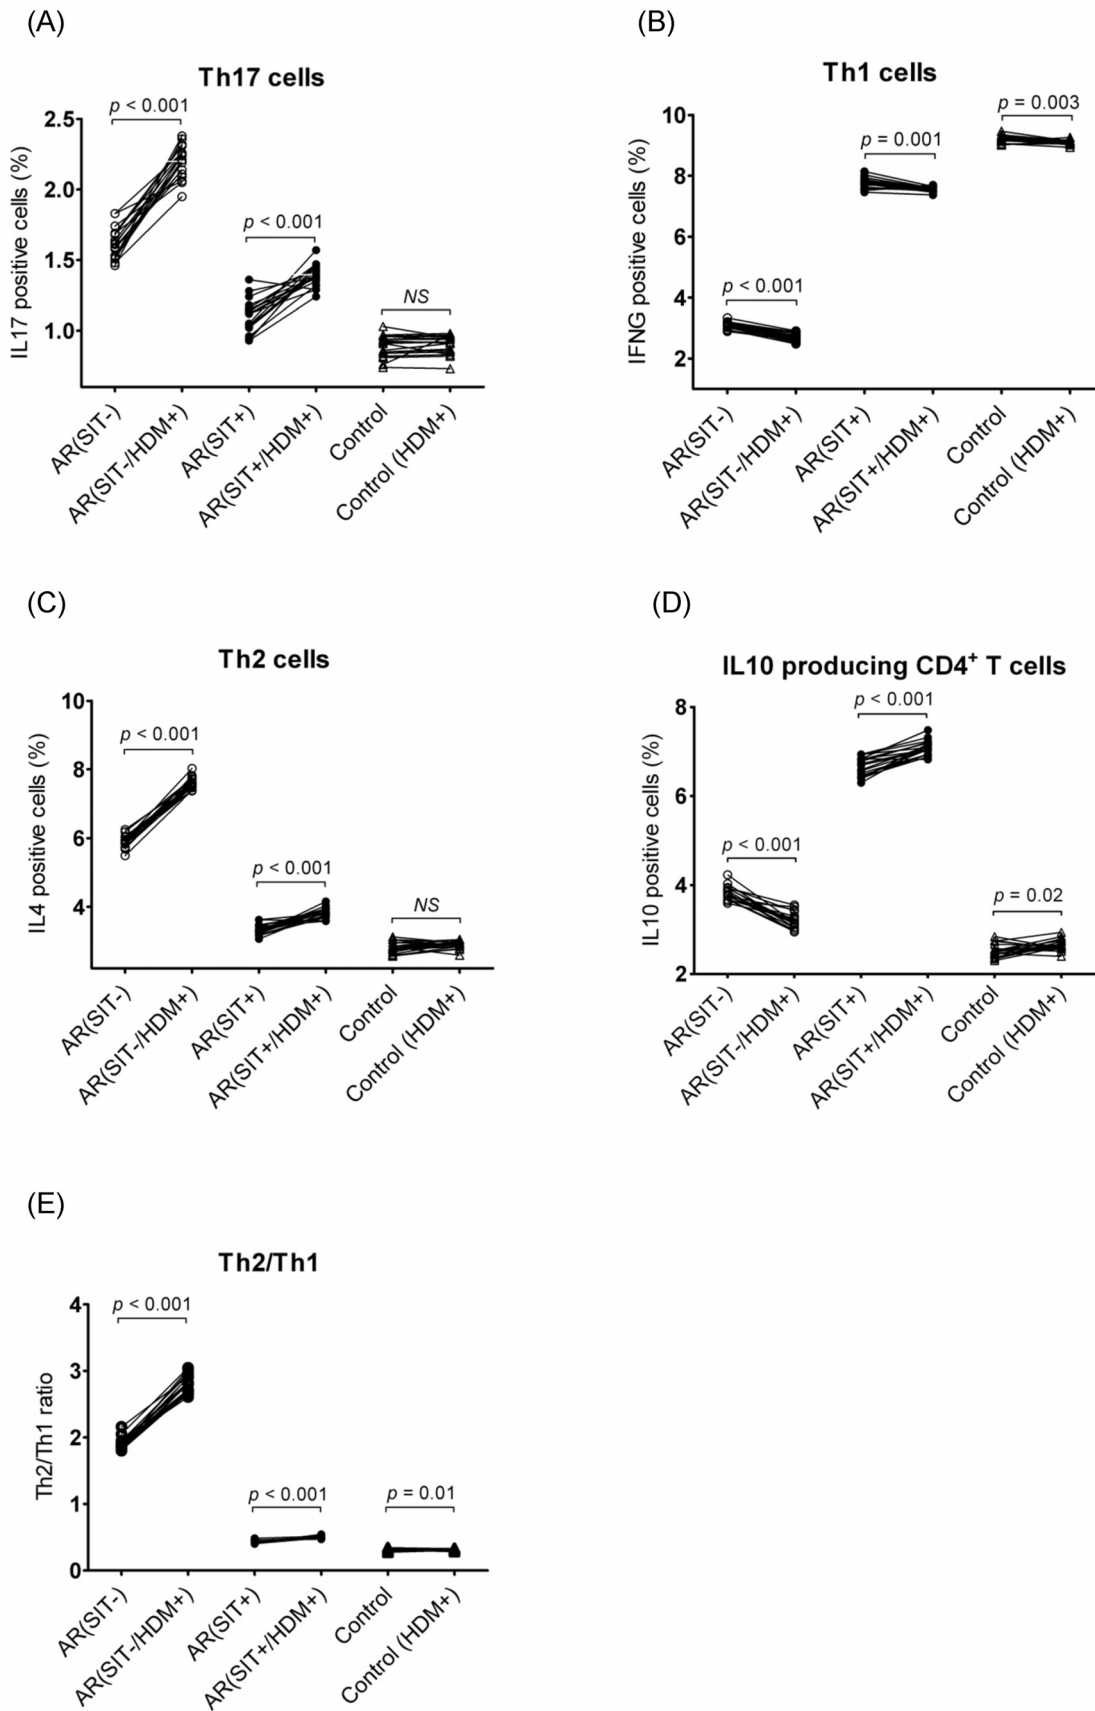 (A)
Th17 cells
IL17 positive cells (%)
2.5
2.0
1.5
1.0
p < 0.001
p < 0.001
NS
AR(SIT-)
AR(SIT-/HDM+)
AR(SIT+)
AR(SIT+/HDM+)
Control
Control (HDM+)
(B)
Th1 cells
IFNG positive cells (%)
10
8
6
4
2
p < 0.001
p = 0.001
p = 0.003
AR(SIT-)
AR(SIT-/HDM+)
AR(SIT+)
AR(SIT+/HDM+)
Control
Control (HDM+)
(C)
Th2 cells
IL4 positive cells (%)
10
8
6
4
p < 0.001
p < 0.001
NS
AR(SIT-)
AR(SIT-/HDM+)
AR(SIT+)
AR(SIT+/HDM+)
Control
Control (HDM+)
(D)
IL10 producing CD4⁺ T cells
IL10 positive cells (%)
8
6
4
2
p < 0.001
p < 0.001
p = 0.02
AR(SIT-)
AR(SIT-/HDM+)
AR(SIT+)
AR(SIT+/HDM+)
Control
Control (HDM+)
(E)
Th2/Th1
Th2/Th1 ratio
4
3
2
1
0
p < 0.001
p < 0.001
p = 0.01
AR(SIT-)
AR(SIT-/HDM+)
AR(SIT+)
AR(SIT+/HDM+)
Control
Control (HDM+)